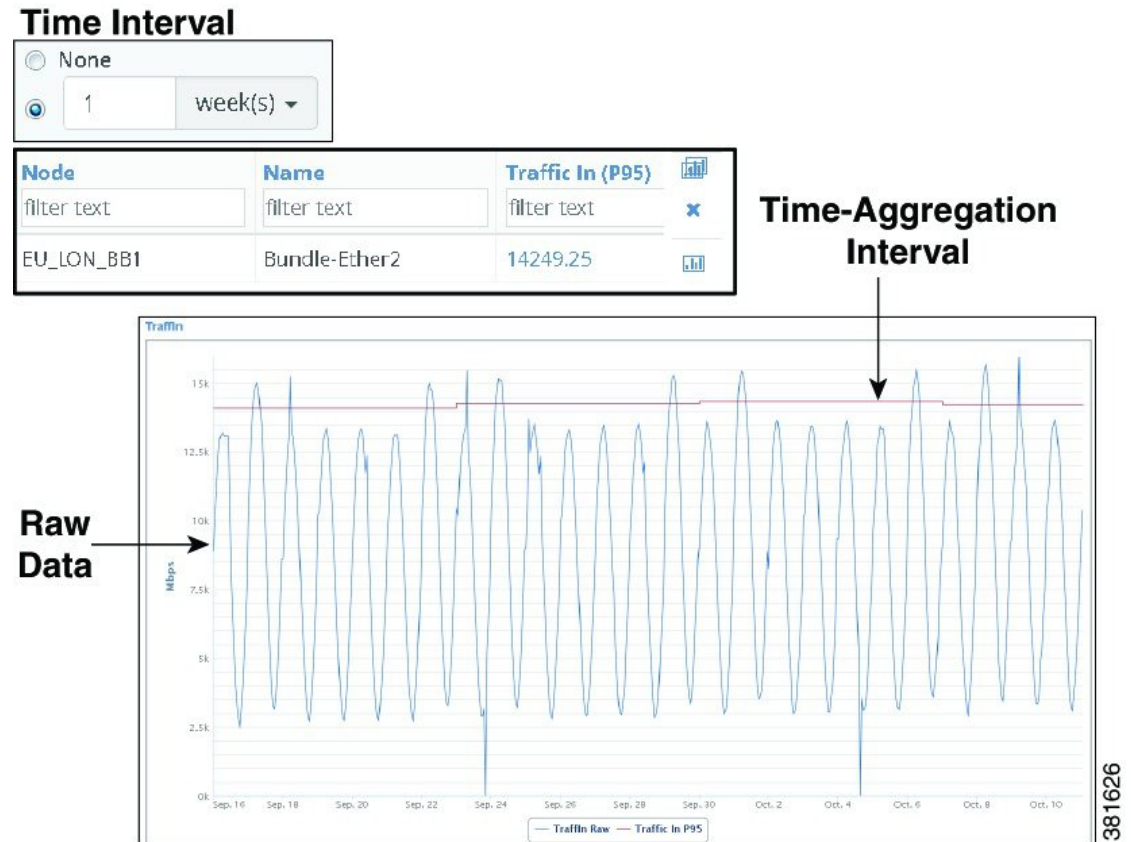 Time Interval
None
1 week(s)
Node Name Traffic In (P95)
filter text filter text filter text
EU_LON_BB1 Bundle-Ether2 14249.25
Time-Aggregation
Interval
TraffIn
15k
12.5k
10k
7.5k
5k
2.5k
0k
Mbps
Raw
Data
Sep. 16 Sep. 18 Sep. 20 Sep. 22 Sep. 24 Sep. 26 Sep. 28 Sep. 30 Oct. 2 Oct. 4 Oct. 6 Oct. 8 Oct. 10
TraffIn Raw Traffic In P95
381626